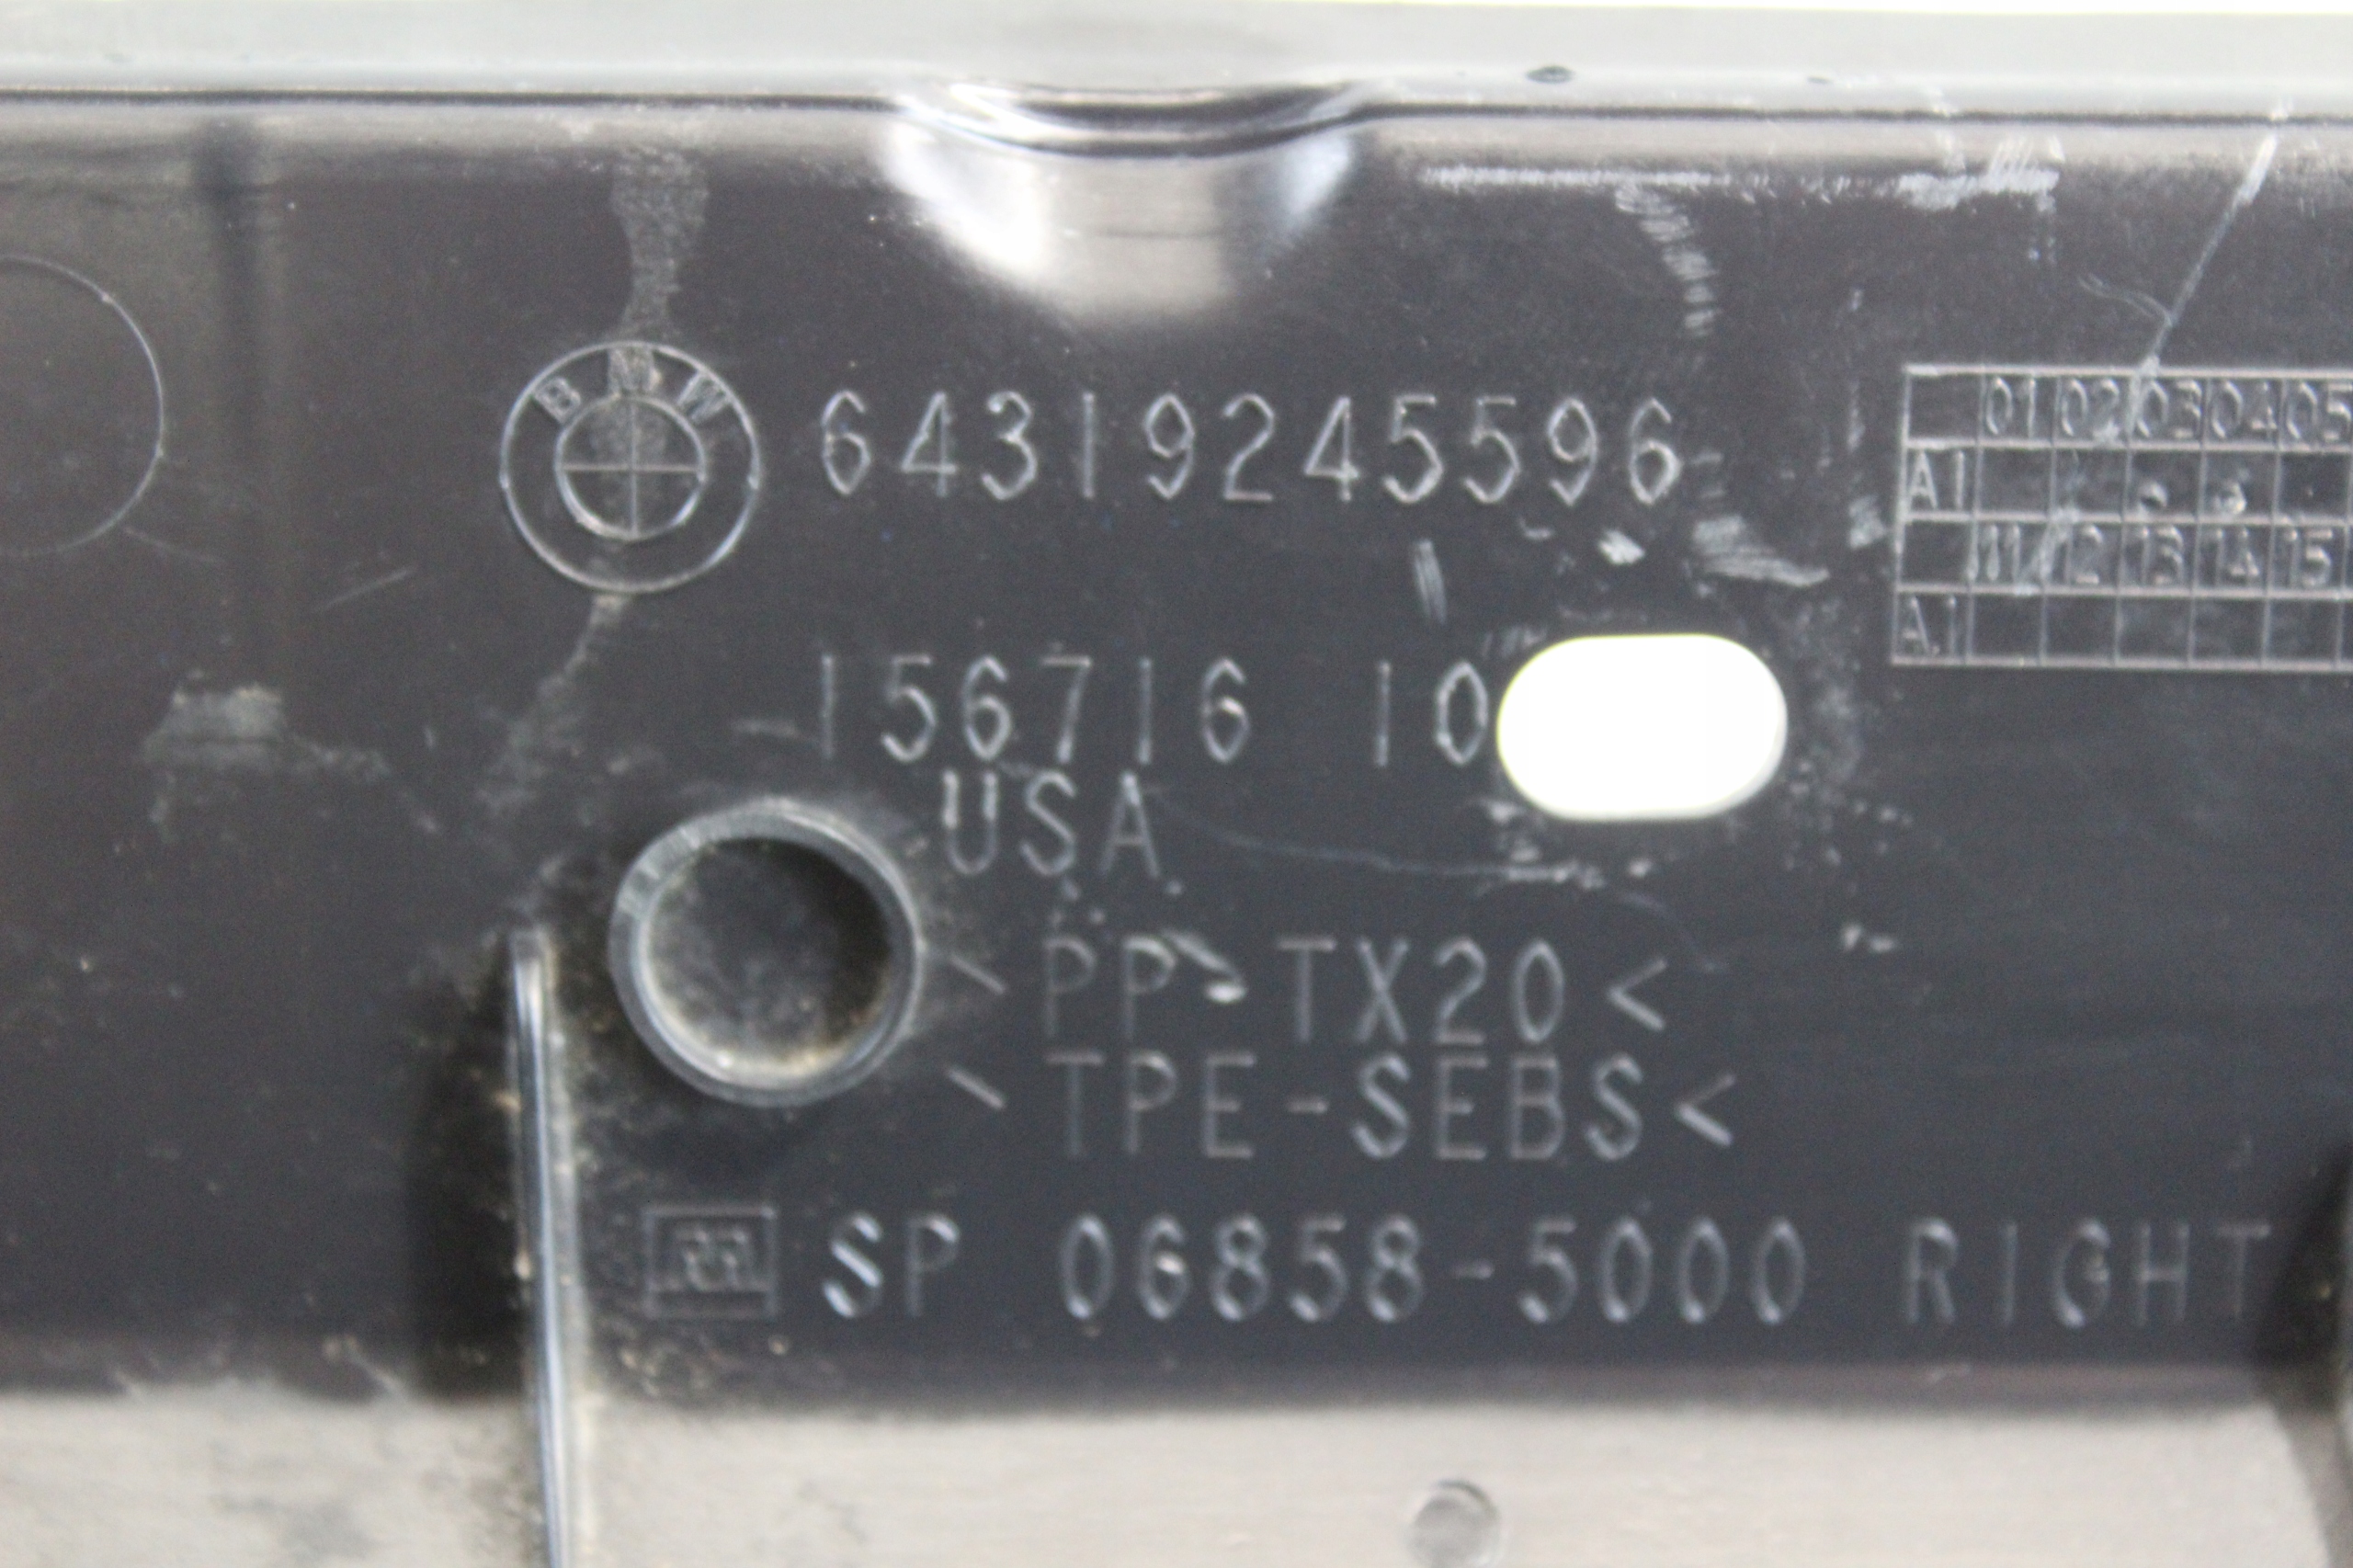 BMW 64319245596
156716 10
USA
> PP-TX20 <
> TPE-SEBS <
SP 06858-5000 RIGHT
01 02 03 04 05
A1
11 12 13 14 15
A1